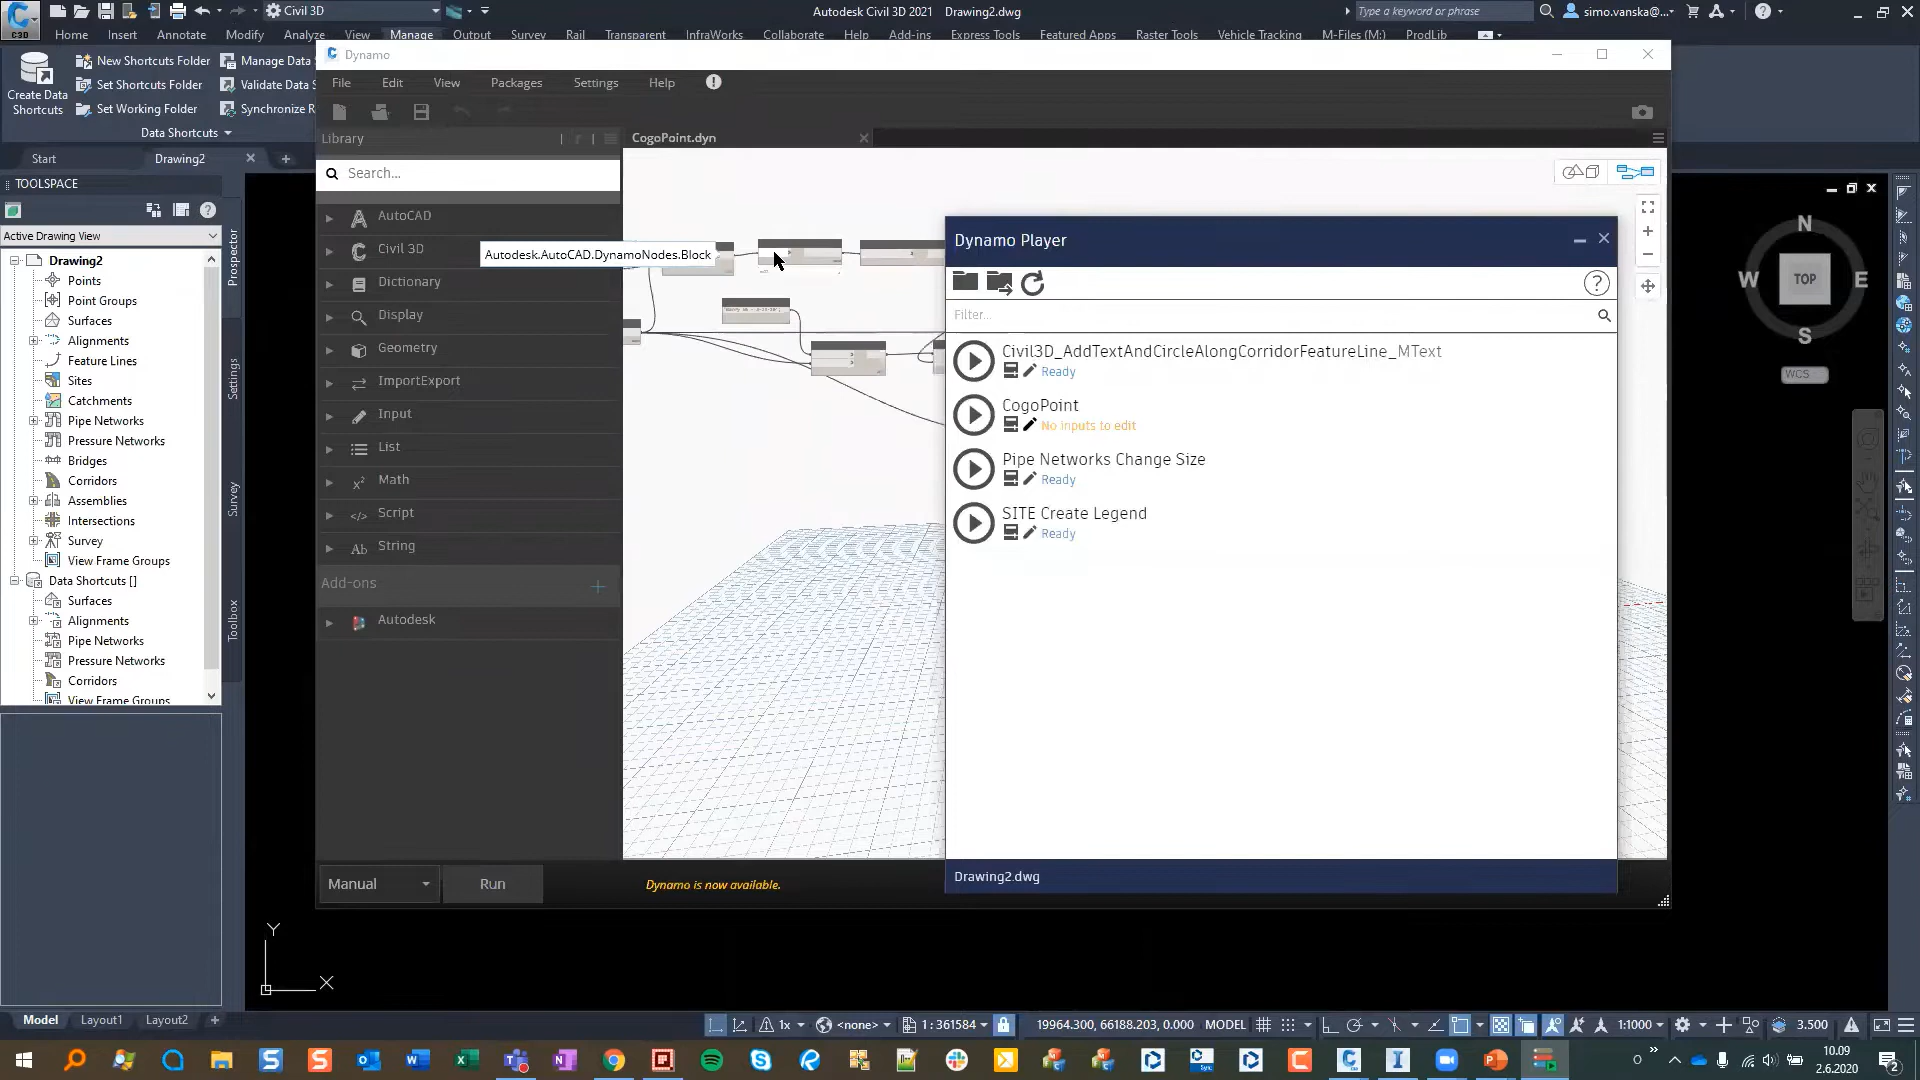 Civil 3D
Autodesk Civil 3D 2021 Drawing2.dwg
Type a keyword or phrase
simo.vanska@...
C3D
Home Insert Annotate Modify Analyze View Manage Output Survey Rail Transparent InfraWorks Collaborate Help Add-ins Express Tools Featured Apps Raster Tools Vehicle Tracking M-Files (M:) ProdLib
Create Data Shortcuts
New Shortcuts Folder
Set Shortcuts Folder
Set Working Folder
Manage Data S
Validate Data S
Synchronize R
Data Shortcuts
Start Drawing2
TOOLSPACE
Active Drawing View
Drawing2
Points
Point Groups
Surfaces
Alignments
Feature Lines
Sites
Catchments
Pipe Networks
Pressure Networks
Bridges
Corridors
Assemblies
Intersections
Survey
View Frame Groups
Data Shortcuts []
Surfaces
Alignments
Pipe Networks
Pressure Networks
Corridors
View Frame Groups
Prospector
Settings
Survey
Toolbox
Dynamo
File Edit View Packages Settings Help
Library
CogoPoint.dyn
Search...
AutoCAD
Civil 3D
Dictionary
Display
Geometry
ImportExport
Input
List
Math
Script
String
Add-ons
Autodesk
Autodesk.AutoCAD.DynamoNodes.Block
Manual
Run
Dynamo is now available.
Dynamo Player
Filter...
Civil3D_AddTextAndCircleAlongCorridorFeatureLine_MText
Ready
CogoPoint
No inputs to edit
Pipe Networks Change Size
Ready
SITE Create Legend
Ready
Drawing2.dwg
N
W TOP E
S
WCS
Y
X
Model Layout1 Layout2
1x <none> 1 : 361584 19964.300, 66188.203, 0.000 MODEL 1:1000 3.500
10.09
2.6.2020
2